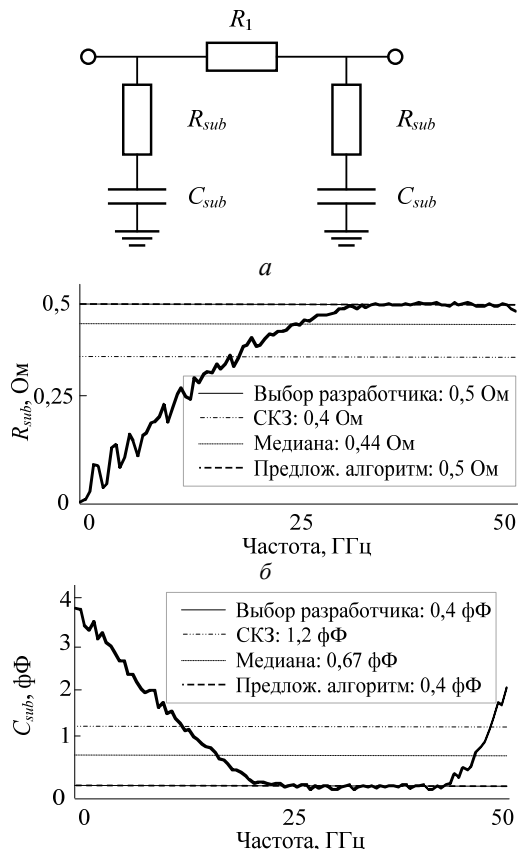 R1
Rsub Rsub
Csub Csub
а
0,5
0,25
0
Rsub, Ом
Выбор разработчика: 0,5 Ом
СКЗ: 0,4 Ом
Медиана: 0,44 Ом
Предлож. алгоритм: 0,5 Ом
0 25 50
Частота, ГГц
б
4
3
2
1
0
Csub, фФ
Выбор разработчика: 0,4 фФ
СКЗ: 1,2 фФ
Медиана: 0,67 фФ
Предлож. алгоритм: 0,4 фФ
0 25 50
Частота, ГГц